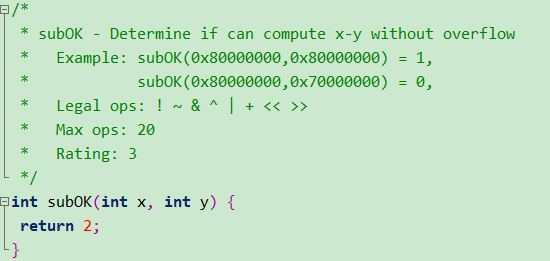 /*
 * subOK - Determine if can compute x-y without overflow
 *   Example: subOK(0x80000000,0x80000000) = 1,
 *            subOK(0x80000000,0x70000000) = 0,
 *   Legal ops: ! ~ & ^ | + << >>
 *   Max ops: 20
 *   Rating: 3
 */
int subOK(int x, int y) {
 return 2;
}